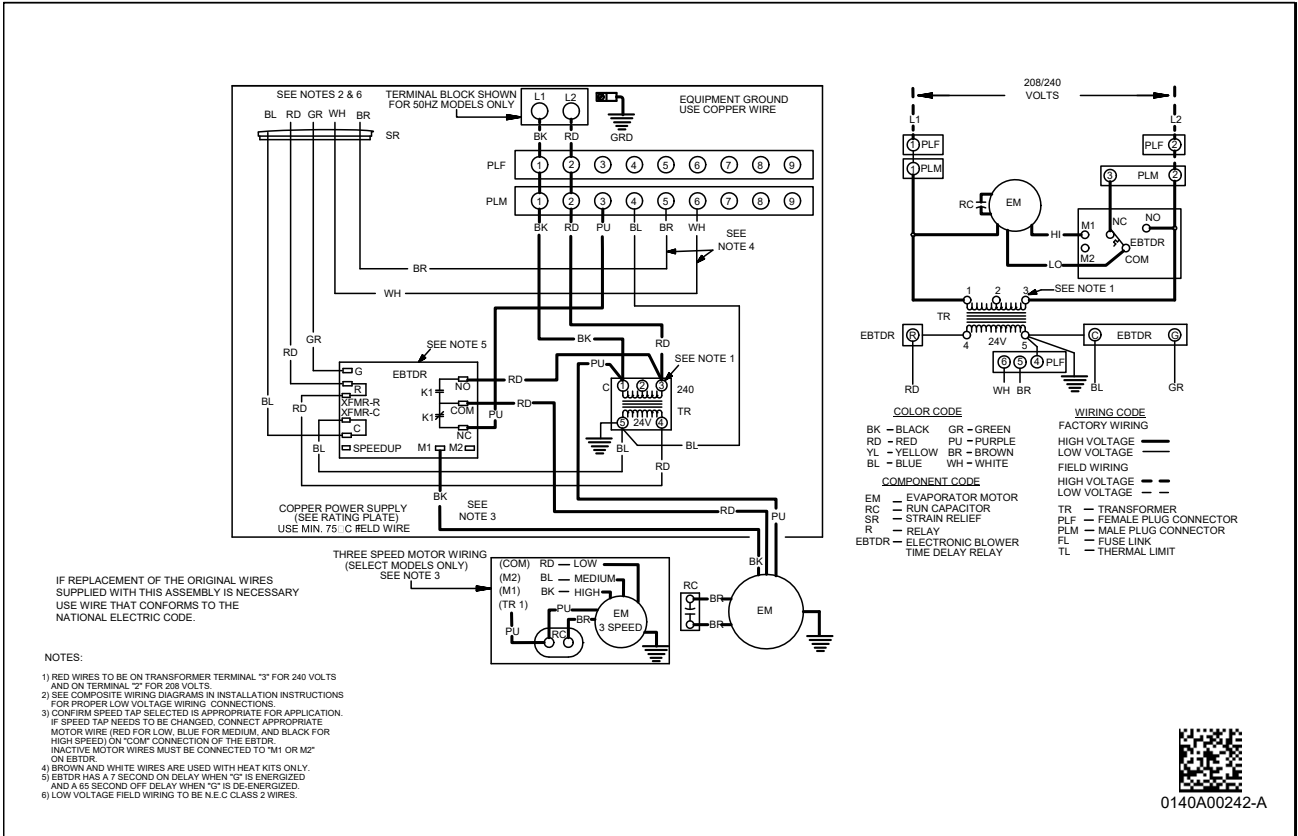 SEE NOTES 2 & 6
BL RD GR WH BR
SR
TERMINAL BLOCK SHOWN
FOR 50HZ MODELS ONLY
L1 L2
GRD
EQUIPMENT GROUND
USE COPPER WIRE
BK RD
PLF 1 2 3 4 5 6 7 8 9
PLM 1 2 3 4 5 6 7 8 9
BK RD PU BL BR WH
SEE
NOTE 4
BR
WH
GR
RD
BL
RD
BK
PU
RD
SEE NOTE 5
SEE NOTE 1
EBTDR
G
R
XFMR-R
XFMR-C
C
SPEEDUP
K1
K1
NO
COM
NC
M1 M2
RD
RD
PU
C 1 2 3 240
TR
5 24V 4
BL
BL
BL
RD
BK
SEE
NOTE 3
RD
PU
COPPER POWER SUPPLY
(SEE RATING PLATE)
USE MIN. 75 C FIELD WIRE
THREE SPEED MOTOR WIRING
(SELECT MODELS ONLY)
SEE NOTE 3
(COM) RD LOW
(M2) BL MEDIUM
(M1) BK HIGH
(TR 1)
PU
PU
BR
RC
EM
3 SPEED
BK
RC
BR
BR
EM
IF REPLACEMENT OF THE ORIGINAL WIRES
SUPPLIED WITH THIS ASSEMBLY IS NECESSARY
USE WIRE THAT CONFORMS TO THE
NATIONAL ELECTRIC CODE.
NOTES:
1) RED WIRES TO BE ON TRANSFORMER TERMINAL "3" FOR 240 VOLTS
AND ON TERMINAL "2" FOR 208 VOLTS.
2) SEE COMPOSITE WIRING DIAGRAMS IN INSTALLATION INSTRUCTIONS
FOR PROPER LOW VOLTAGE WIRING CONNECTIONS.
3) CONFIRM SPEED TAP SELECTED IS APPROPRIATE FOR APPLICATION.
IF SPEED TAP NEEDS TO BE CHANGED, CONNECT APPROPRIATE
MOTOR WIRE (RED FOR LOW, BLUE FOR MEDIUM, AND BLACK FOR
HIGH SPEED) ON "COM" CONNECTION OF THE EBTDR.
INACTIVE MOTOR WIRES MUST BE CONNECTED TO "M1 OR M2"
ON EBTDR.
4) BROWN AND WHITE WIRES ARE USED WITH HEAT KITS ONLY.
5) EBTDR HAS A 7 SECOND ON DELAY WHEN "G" IS ENERGIZED
AND A 65 SECOND OFF DELAY WHEN "G" IS DE-ENERGIZED.
6) LOW VOLTAGE FIELD WIRING TO BE N.E.C CLASS 2 WIRES.
208/240
VOLTS
L1
L2
1 PLF
PLF 2
1 PLM
3 PLM 2
RC
EM
HI
LO
M1
M2
NC
NO
EBTDR
COM
1 2 3
SEE NOTE 1
TR
4 24V 5
EBTDR R
C EBTDR G
6 5 4 PLF
RD
WH BR
BL
GR
COLOR CODE
BK - BLACK
RD - RED
YL - YELLOW
BL - BLUE
GR - GREEN
PU - PURPLE
BR - BROWN
WH - WHITE
COMPONENT CODE
EM — EVAPORATOR MOTOR
RC — RUN CAPACITOR
SR — STRAIN RELIEF
R — RELAY
EBTDR — ELECTRONIC BLOWER
TIME DELAY RELAY
WIRING CODE
FACTORY WIRING
HIGH VOLTAGE
LOW VOLTAGE
FIELD WIRING
HIGH VOLTAGE
LOW VOLTAGE
TR — TRANSFORMER
PLF — FEMALE PLUG CONNECTOR
PLM — MALE PLUG CONNECTOR
FL — FUSE LINK
TL — THERMAL LIMIT
0140A00242-A